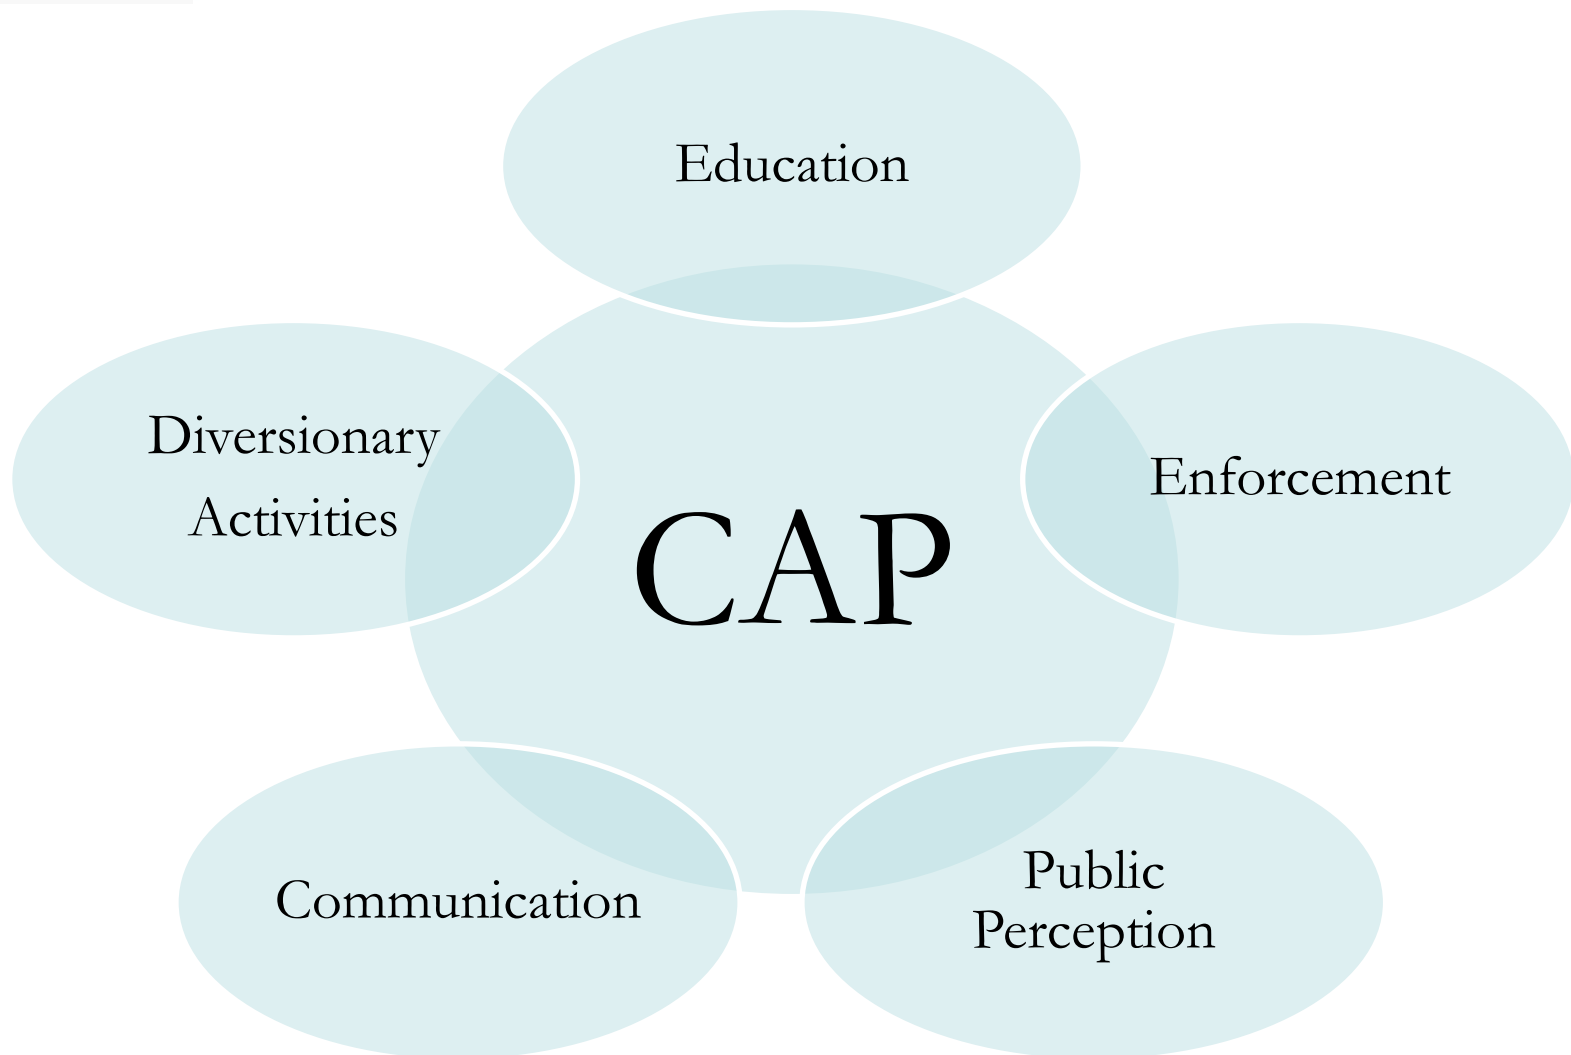 Education
Diversionary
Activities
Enforcement
CAP
Communication
Public
Perception